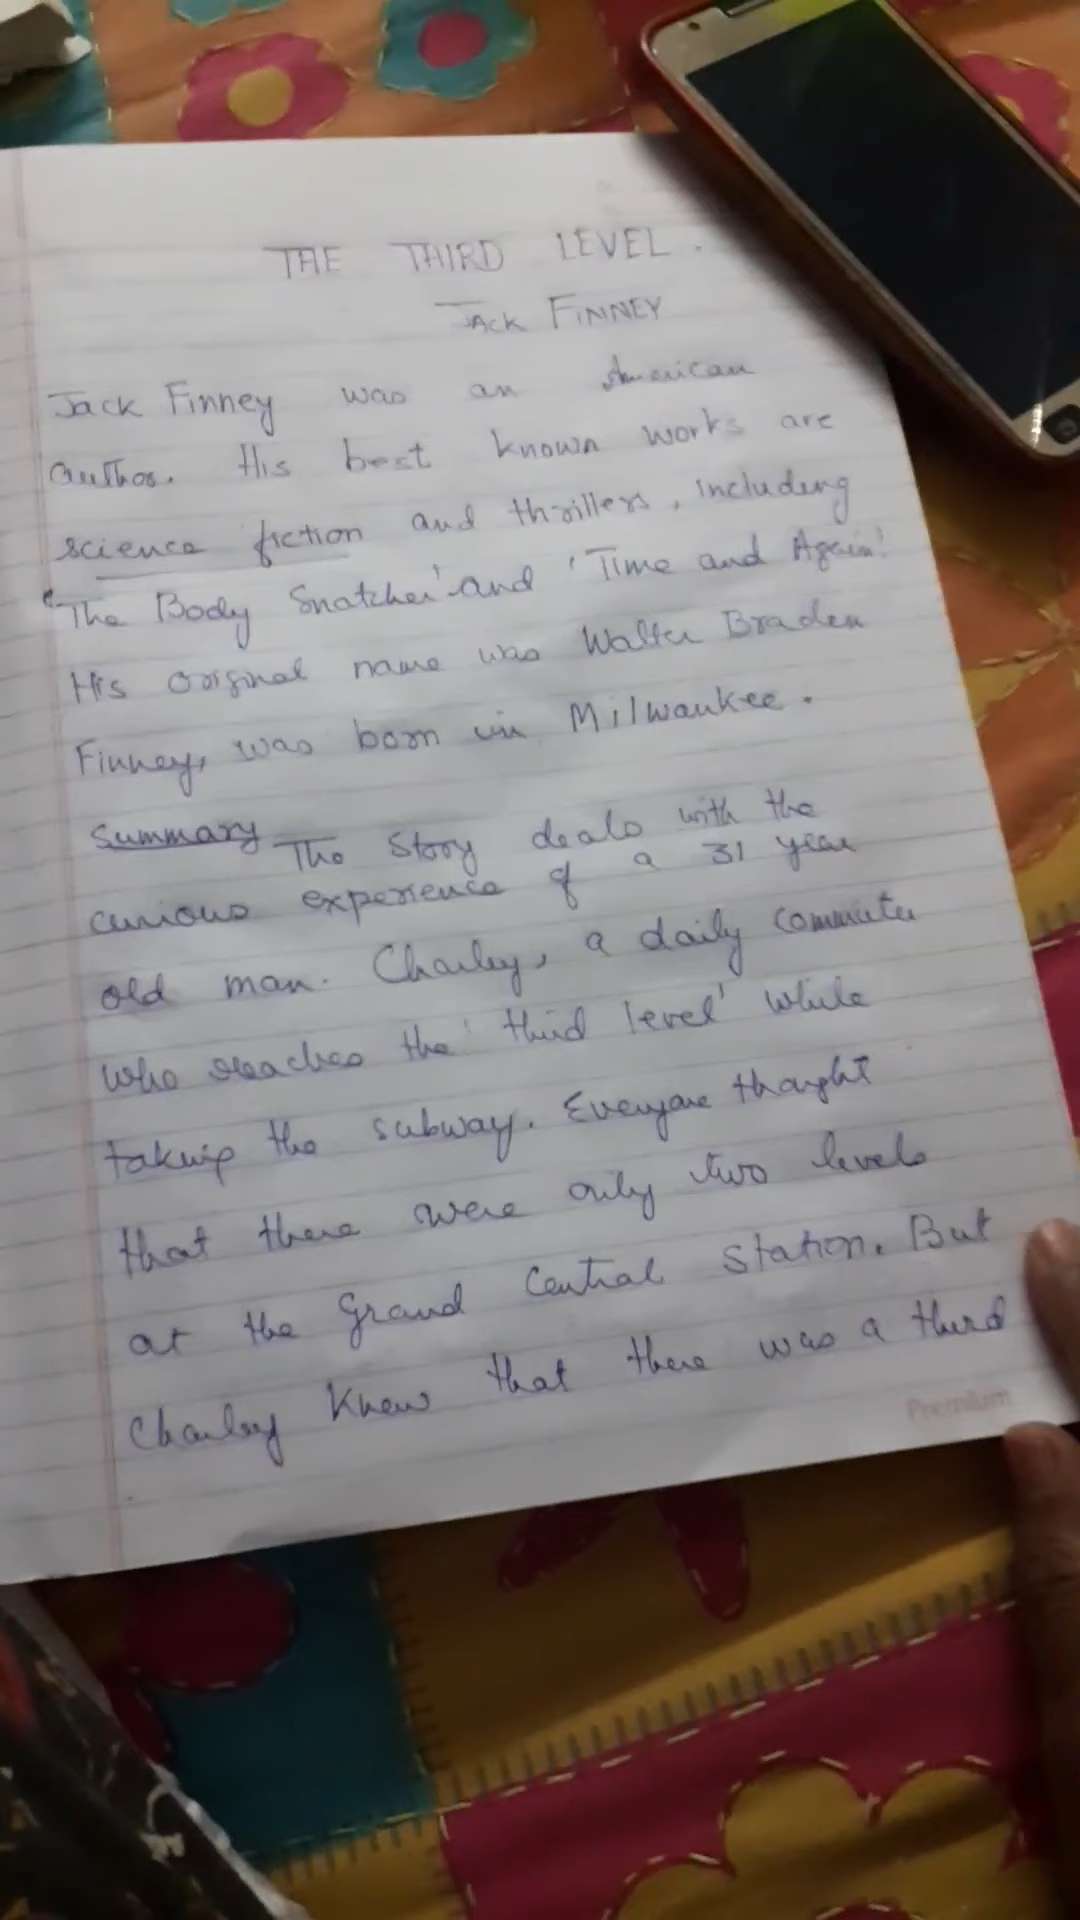 THE THIRD LEVEL.
JACK FINNEY
Jack Finney was an American
author. His best known works are
science fiction and thrillers, including
'The Body Snatcher' and 'Time and Again'
His original name was Walter Braden
Finney, was born in Milwaukee.
Summary The Story deals with the
curious experience of a 31 year
old man. Charley, a daily commuter
who reaches the 'third level' while
taking the subway. Everyone thought
that there were only two levels
at the Grand Central Station. But
Charley knew that there was a third
Premium